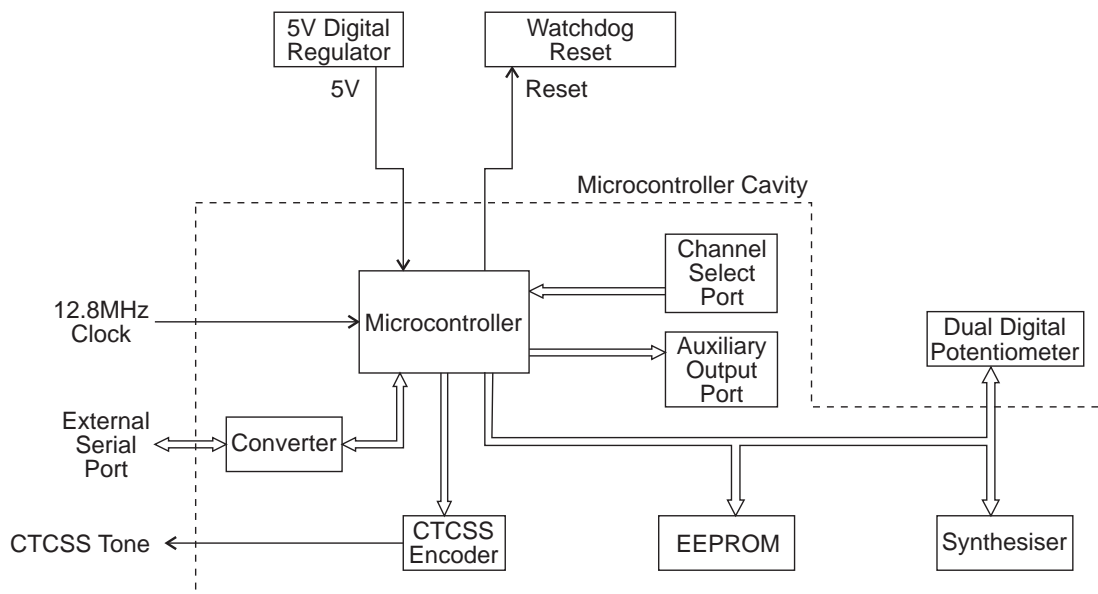 5V Digital
Regulator
Watchdog
Reset
5V
Reset
Microcontroller Cavity
Channel
Select
Port
12.8MHz
Clock
Microcontroller
Auxiliary
Output
Port
Dual Digital
Potentiometer
External
Serial
Port
Converter
CTCSS Tone
CTCSS
Encoder
EEPROM
Synthesiser